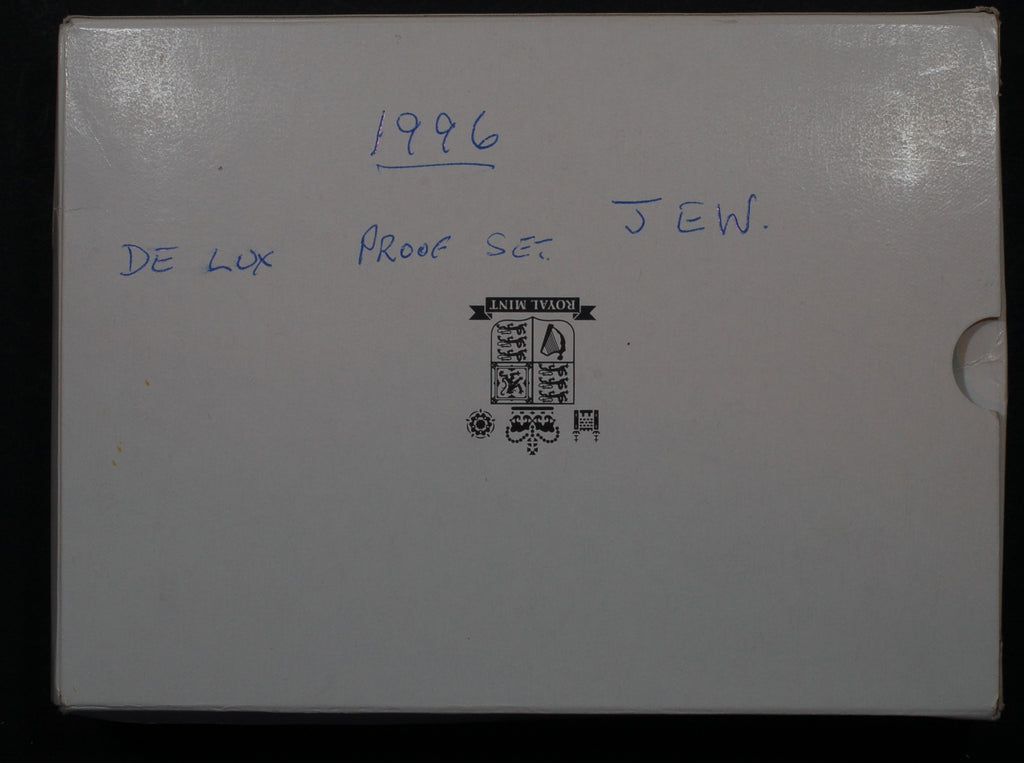 1996
JEW.
DE LUX PROOF SET
ROYAL MINT